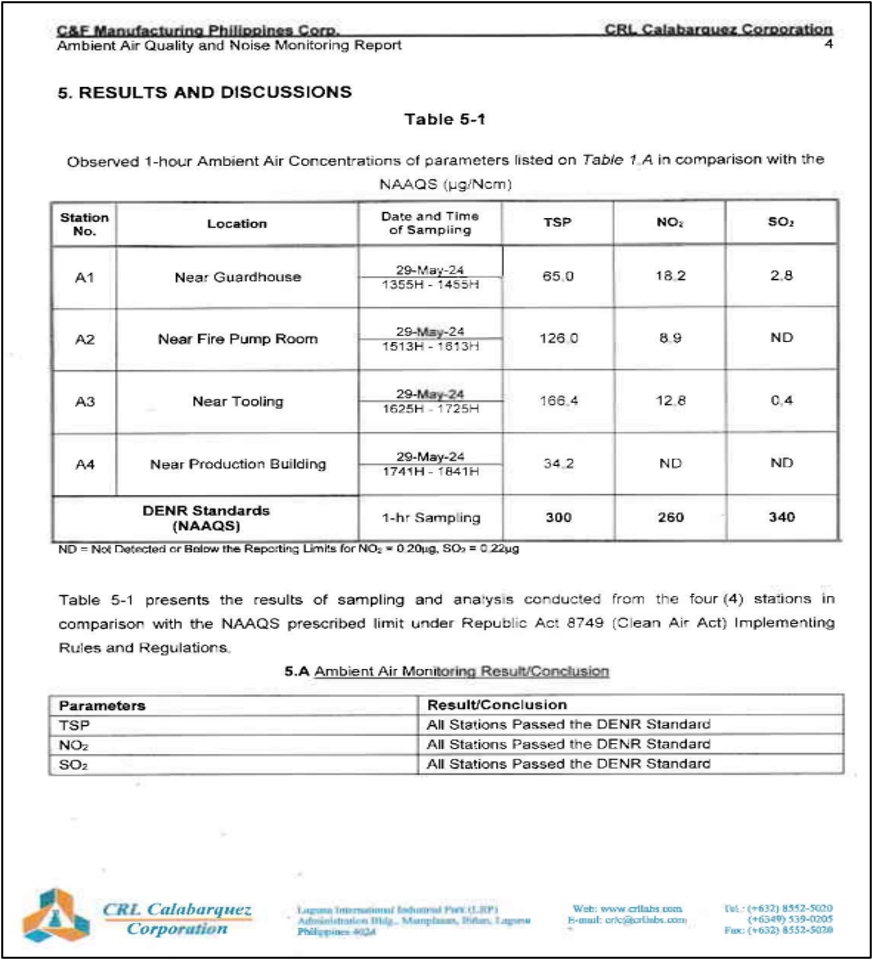 C&F Manufacturing Philippines Corp. CRL Calabarquez Corporation
Ambient Air Quality and Noise Monitoring Report 4
5. RESULTS AND DISCUSSIONS
Table 5-1
Observed 1-hour Ambient Air Concentrations of parameters listed on Table 1.A in comparison with the
NAAQS (µg/Ncm)
Station No. Location Date and Time of Sampling TSP NO₂ SO₂
A1 Near Guardhouse 29-May-24 1355H - 1455H 65.0 18.2 2.8
A2 Near Fire Pump Room 29-May-24 1513H - 1613H 126.0 8.9 ND
A3 Near Tooling 29-May-24 1625H - 1725H 166.4 12.8 0.4
A4 Near Production Building 29-May-24 1741H - 1841H 34.2 ND ND
DENR Standards (NAAQS) 1-hr Sampling 300 260 340
ND = Not Detected or Below the Reporting Limits for NO₂ = 0.20µg, SO₂ = 0.22µg
Table 5-1 presents the results of sampling and analysis conducted from the four (4) stations in
comparison with the NAAQS prescribed limit under Republic Act 8749 (Clean Air Act) Implementing
Rules and Regulations.
5.A Ambient Air Monitoring Result/Conclusion
Parameters Result/Conclusion
TSP All Stations Passed the DENR Standard
NO₂ All Stations Passed the DENR Standard
SO₂ All Stations Passed the DENR Standard
CRL Calabarquez
Corporation
Laguna International Industrial Park (LIIP)
Administration Bldg., Mamplasan, Biñan, Laguna
Philippines 4024
Web: www.crllabs.com
E-mail: crlc@crllabs.com
Tel.: (+632) 8552-5020
(+6349) 539-0205
Fax: (+632) 8552-5020